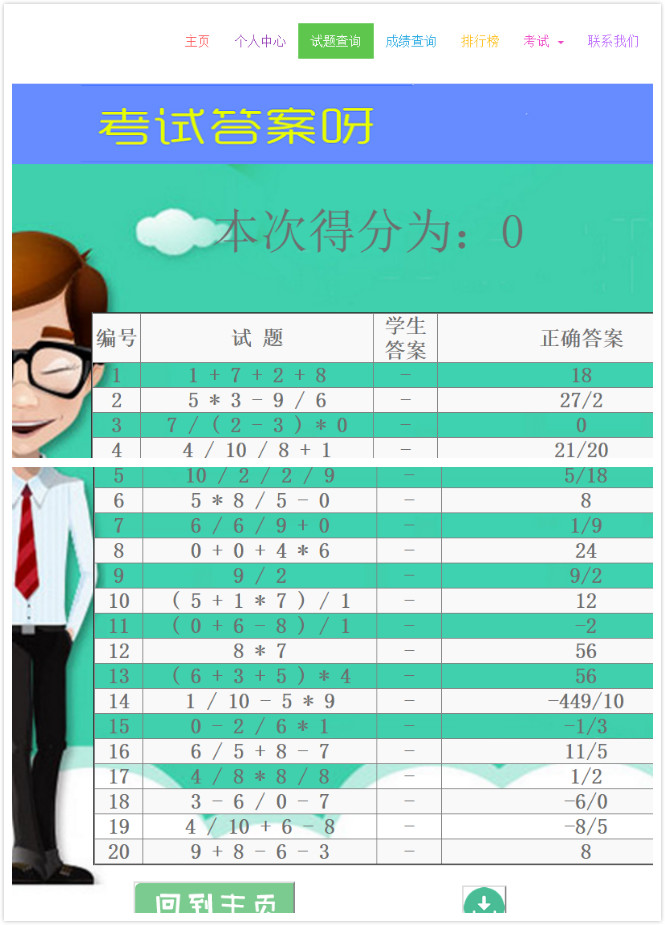 主页 个人中心 试题查询 成绩查询 排行榜 考试 联系我们
考试答案呀
本次得分为：0
编号 试 题 学生答案 正确答案
1 1 + 7 + 2 + 8 － 18
2 5 * 3 - 9 / 6 － 27/2
3 7 / ( 2 - 3 ) * 0 － 0
4 4 / 10 / 8 + 1 － 21/20
5 10 / 2 / 2 / 9 － 5/18
6 5 * 8 / 5 - 0 － 8
7 6 / 6 / 9 + 0 － 1/9
8 0 + 0 + 4 * 6 － 24
9 9 / 2 － 9/2
10 ( 5 + 1 * 7 ) / 1 － 12
11 ( 0 + 6 - 8 ) / 1 － -2
12 8 * 7 － 56
13 ( 6 + 3 + 5 ) * 4 － 56
14 1 / 10 - 5 * 9 － -449/10
15 0 - 2 / 6 * 1 － -1/3
16 6 / 5 + 8 - 7 － 11/5
17 4 / 8 * 8 / 8 － 1/2
18 3 - 6 / 0 - 7 － -6/0
19 4 / 10 + 6 - 8 － -8/5
20 9 + 8 - 6 - 3 － 8
回到主页